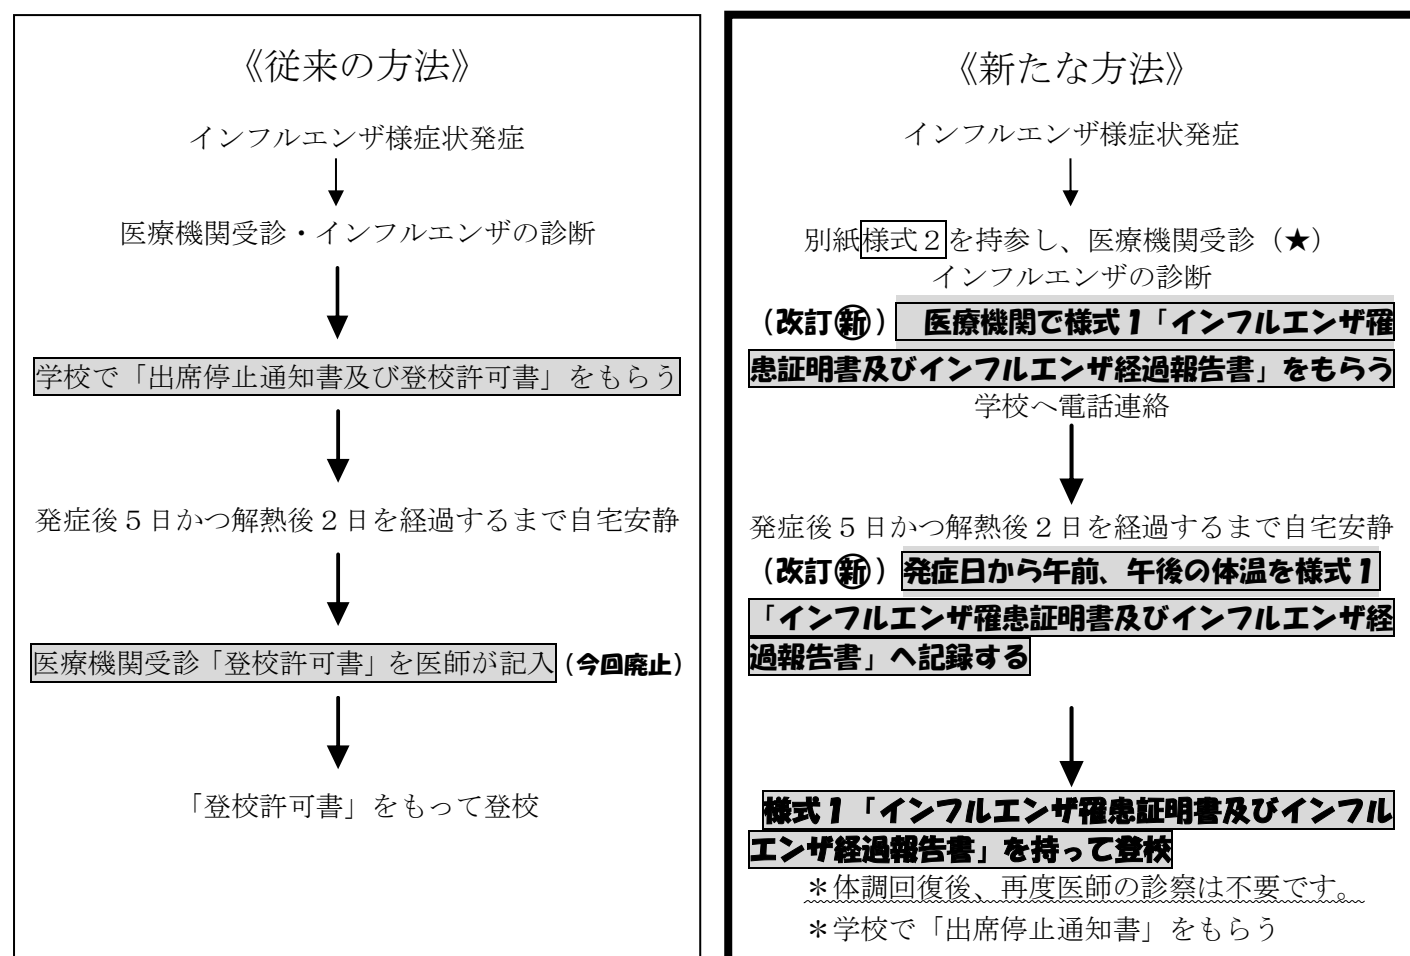 《従来の方法》
インフルエンザ様症状発症
医療機関受診・インフルエンザの診断
学校で「出席停止通知書及び登校許可書」をもらう
発症後5日かつ解熱後2日を経過するまで自宅安静
医療機関受診「登校許可書」を医師が記入(今回廃止)
「登校許可書」をもって登校
《新たな方法》
インフルエンザ様症状発症
別紙様式2を持参し、医療機関受診(★)
インフルエンザの診断
(改訂㊟) 医療機関で様式1「インフルエンザ罹
患証明書及びインフルエンザ経過報告書」をもらう
学校へ電話連絡
発症後5日かつ解熱後2日を経過するまで自宅安静
(改訂新)発症日から午前、午後の体温を様式1
「インフルエンザ罹患証明書及びインフルエンザ経
過報告書」へ記録する
様式1「インフルエンザ罹患証明書及びインフル
エンザ経過報告書」を持って登校
*体調回復後、再度医師の診察は不要です。
*学校で「出席停止通知書」をもらう